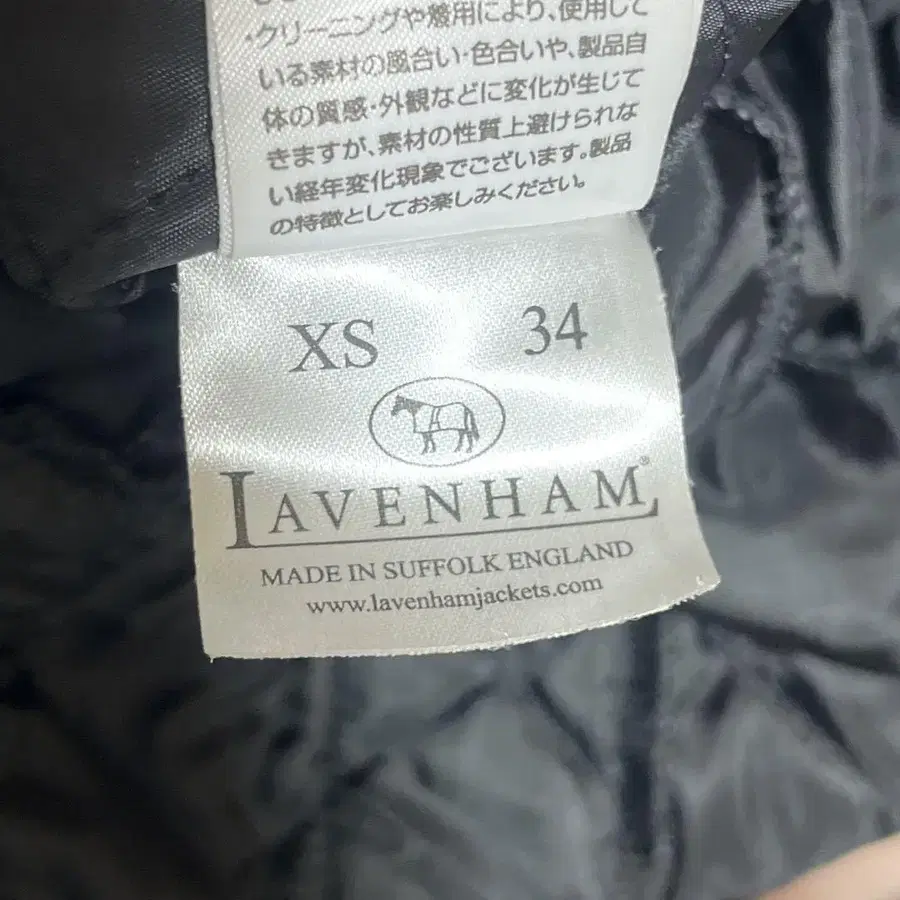 ・クリーニングや着用により、使用して
いる素材の風合い・色合いや、製品自
体の質感・外観などに変化が生じて
きますが、素材の性質上避けられな
い経年変化現象でございます。製品
の特徴としてお楽しみください。
XS 34
LAVENHAM®
MADE IN SUFFOLK ENGLAND
www.lavenhamjackets.com